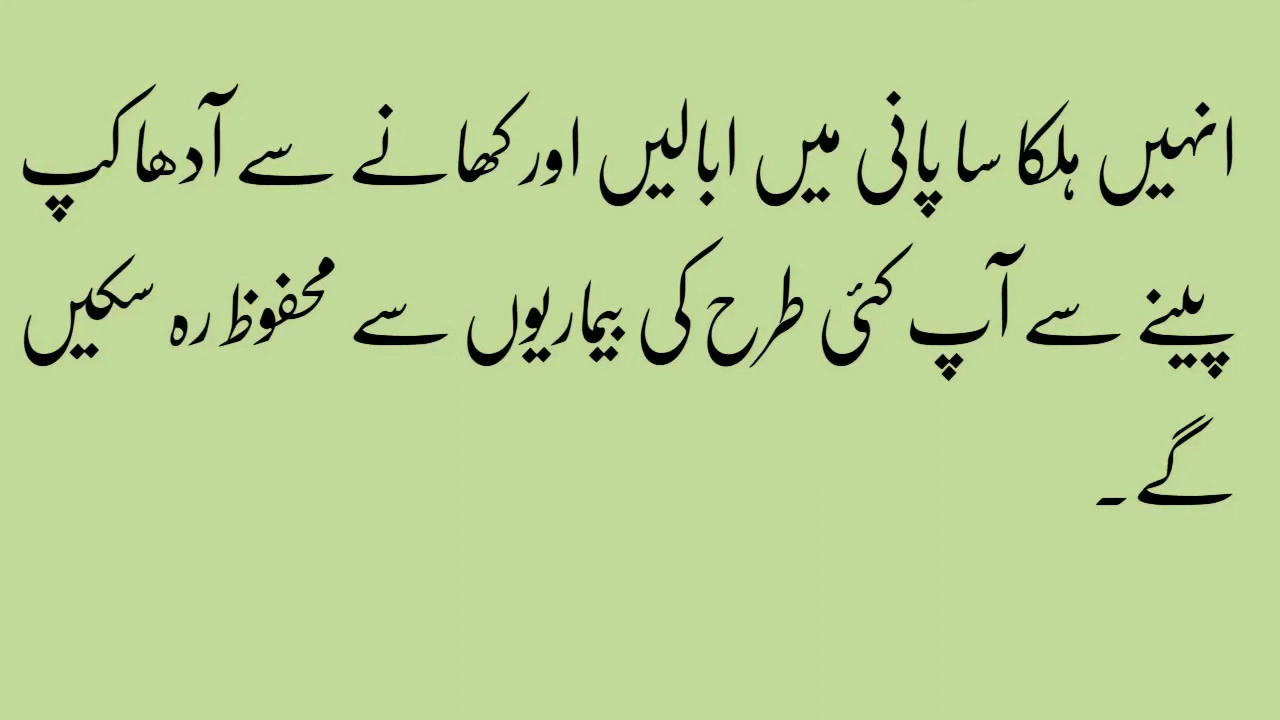 انہیں ہلکا سا پانی میں ابالیں اور کھانے سے آدھا کپ
پینے سے آپ کئی طرح کی بیماریوں سے محفوظ رہ سکیں
گے۔